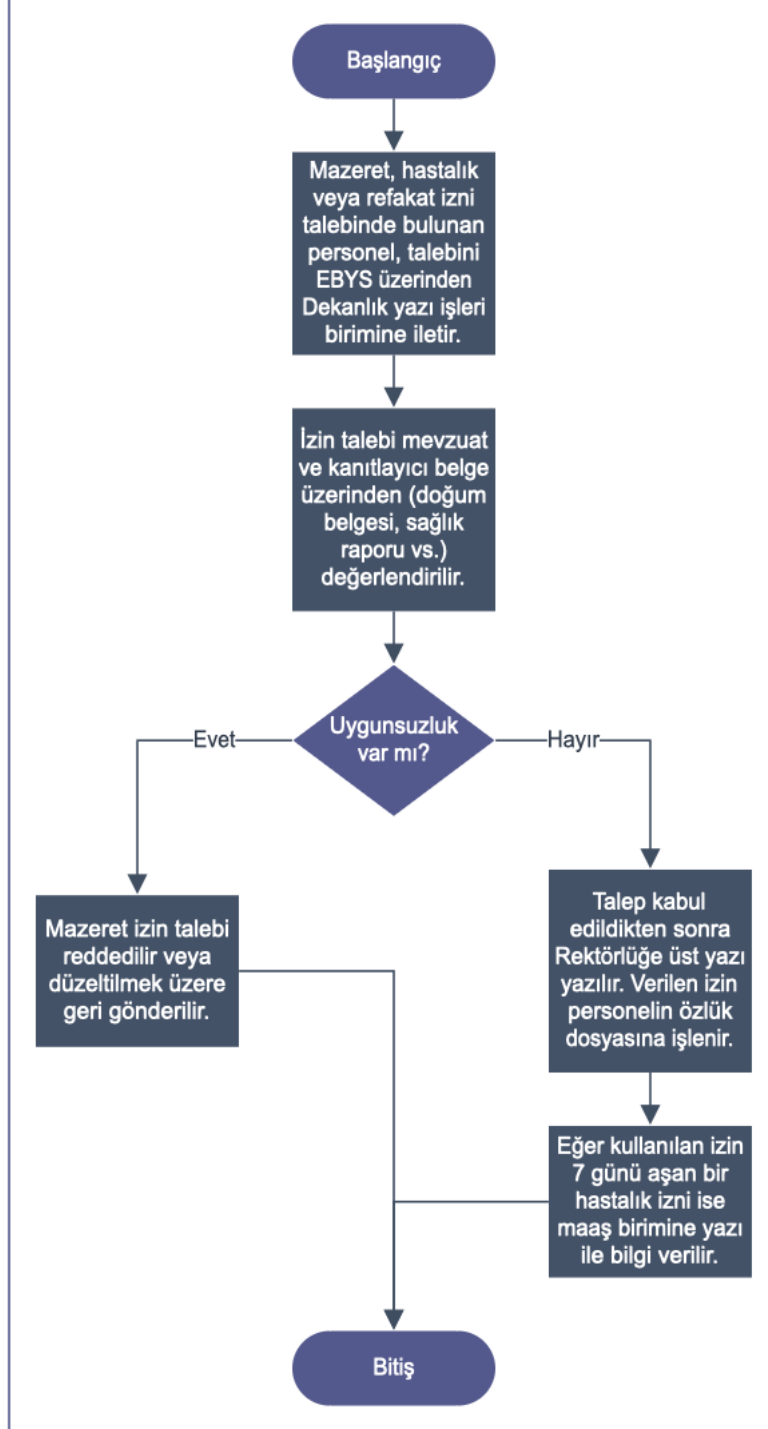 Başlangıç
Mazeret, hastalık
veya refakat izni
talebinde bulunan
personel, talebini
EBYS üzerinden
Dekanlık yazı işleri
birimine iletir.
İzin talebi mevzuat
ve kanıtlayıcı belge
üzerinden (doğum
belgesi, sağlık
raporu vs.)
değerlendirilir.
Uygunsuzluk
var mı?
Evet
Hayır
Mazeret izin talebi
reddedilir veya
düzeltilmek üzere
geri gönderilir.
Talep kabul
edildikten sonra
Rektörlüğe üst yazı
yazılır. Verilen izin
personelin özlük
dosyasına işlenir.
Eğer kullanılan izin
7 günü aşan bir
hastalık izni ise
maaş birimine yazı
ile bilgi verilir.
Bitiş